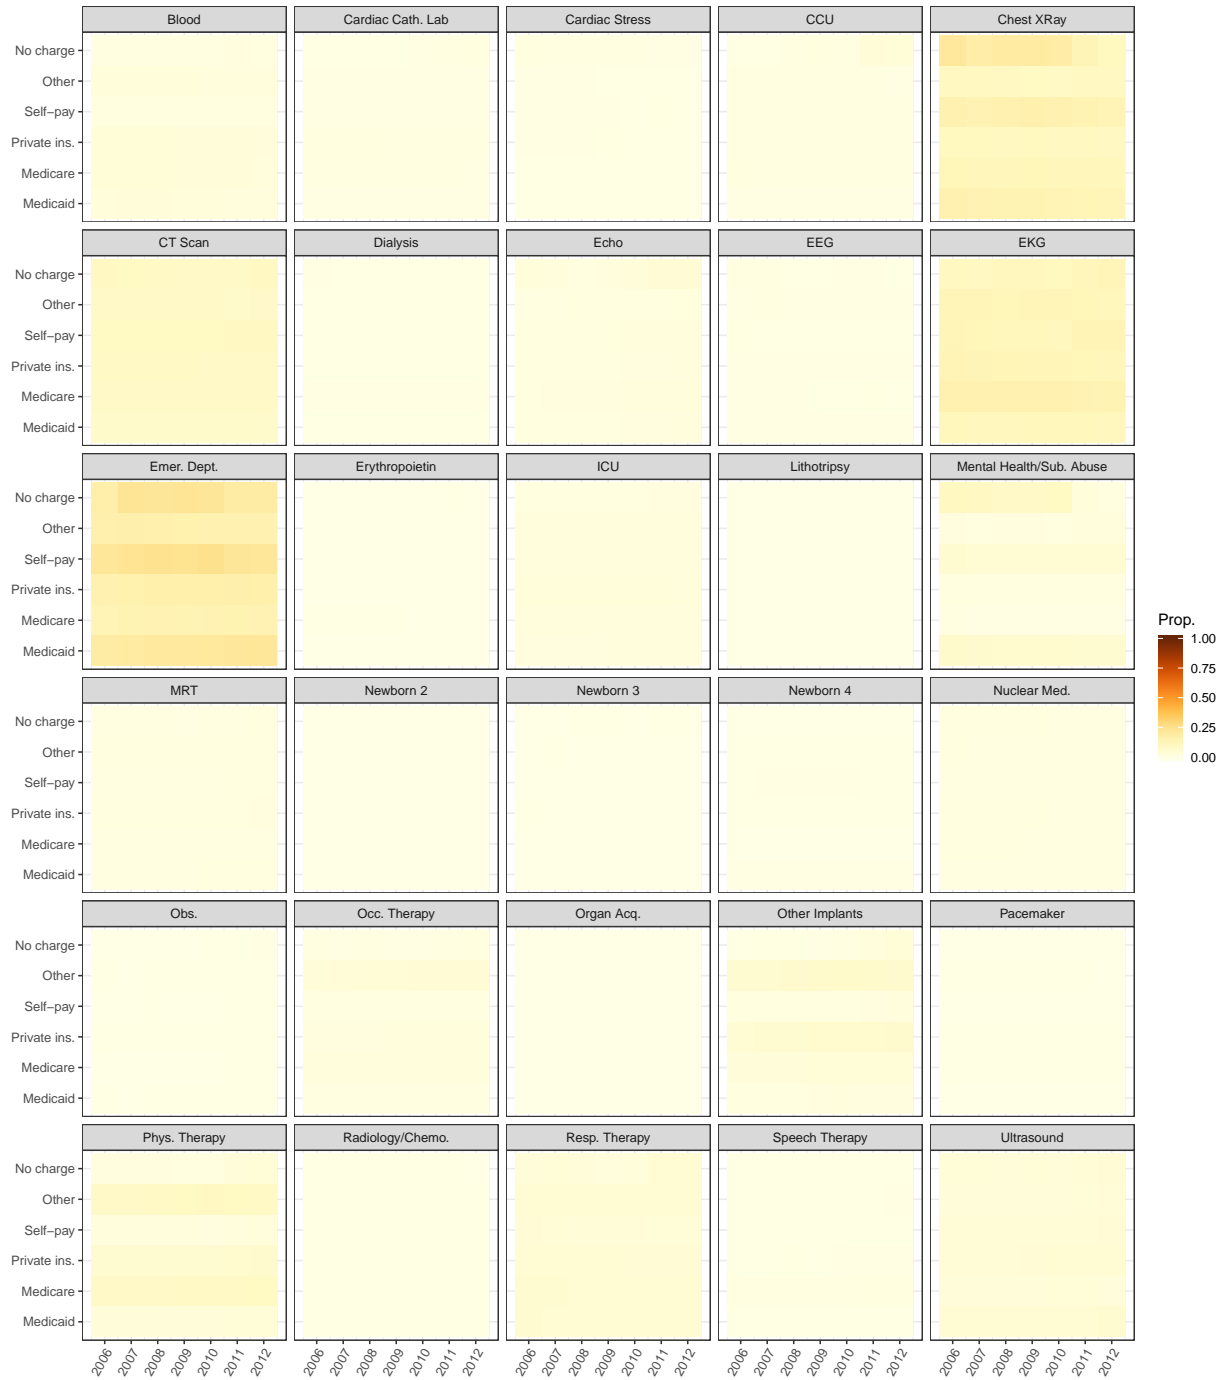 Blood Cardiac Cath. Lab Cardiac Stress CCU Chest XRay
No charge
Other
Self−pay
Private ins.
Medicare
Medicaid
CT Scan Dialysis Echo EEG EKG
No charge
Other
Self−pay
Private ins.
Medicare
Medicaid
Emer. Dept. Erythropoietin ICU Lithotripsy Mental Health/Sub. Abuse
No charge
Other
Self−pay
Private ins.
Medicare
Medicaid
Prop.
1.00
0.75
0.50
0.25
0.00
MRT Newborn 2 Newborn 3 Newborn 4 Nuclear Med.
No charge
Other
Self−pay
Private ins.
Medicare
Medicaid
Obs. Occ. Therapy Organ Acq. Other Implants Pacemaker
No charge
Other
Self−pay
Private ins.
Medicare
Medicaid
Phys. Therapy Radiology/Chemo. Resp. Therapy Speech Therapy Ultrasound
No charge
Other
Self−pay
Private ins.
Medicare
Medicaid
2006 2007 2008 2009 2010 2011 2012 2006 2007 2008 2009 2010 2011 2012 2006 2007 2008 2009 2010 2011 2012 2006 2007 2008 2009 2010 2011 2012 2006 2007 2008 2009 2010 2011 2012